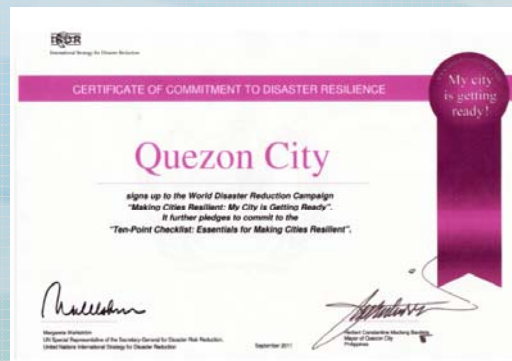 ISDR
International Strategy for Disaster Reduction
CERTIFICATE OF COMMITMENT TO DISASTER RESILIENCE
My city
is getting
ready!
Quezon City
signs up to the World Disaster Reduction Campaign
"Making Cities Resilient: My City is Getting Ready".
It further pledges to commit to the
"Ten-Point Checklist: Essentials for Making Cities Resilient".
Margareta Wahlström
UN Special Representative of the Secretary-General for Disaster Risk Reduction,
United Nations International Strategy for Disaster Reduction
September 2011
Herbert Constantine Maclang Bautista
Mayor of Quezon City
Philippines